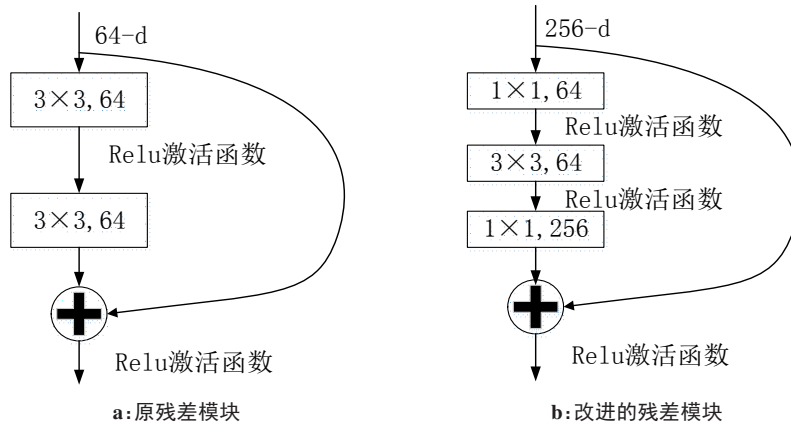 64-d
3×3,64
Relu激活函数
3×3,64
Relu激活函数
a:原残差模块
256-d
1×1,64
Relu激活函数
3×3,64
Relu激活函数
1×1,256
Relu激活函数
b:改进的残差模块